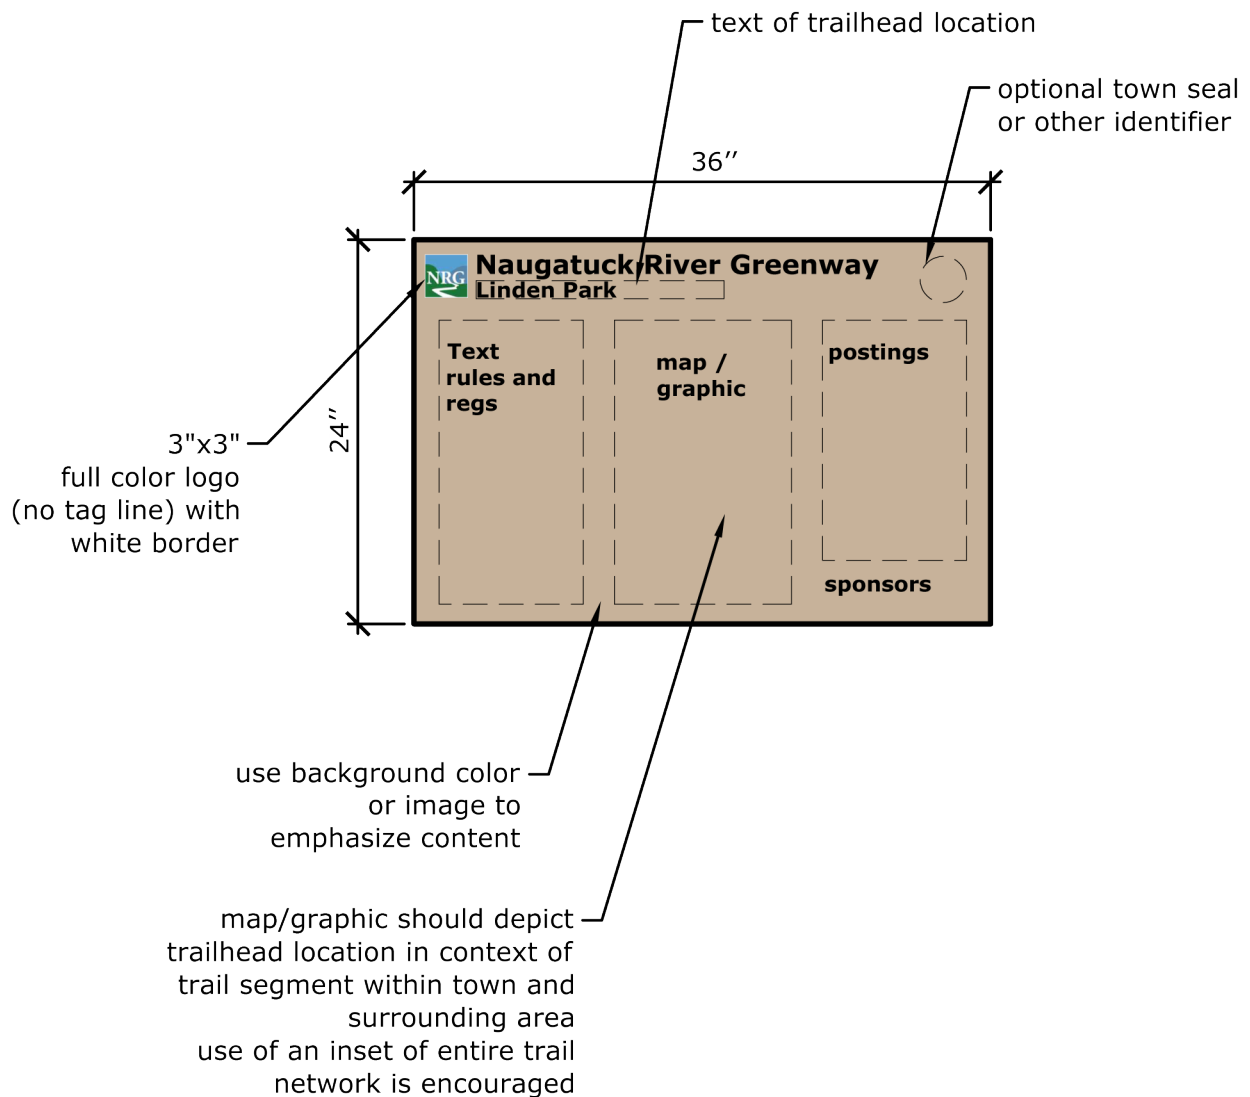 text of trailhead location
optional town seal
or other identifier
36’’
Naugatuck River Greenway
NRG
Linden Park
Text
rules and
regs
map /
graphic
postings
24’’
3"x3"
full color logo
(no tag line) with
white border
sponsors
use background color
or image to
emphasize content
map/graphic should depict
trailhead location in context of
trail segment within town and
surrounding area
use of an inset of entire trail
network is encouraged